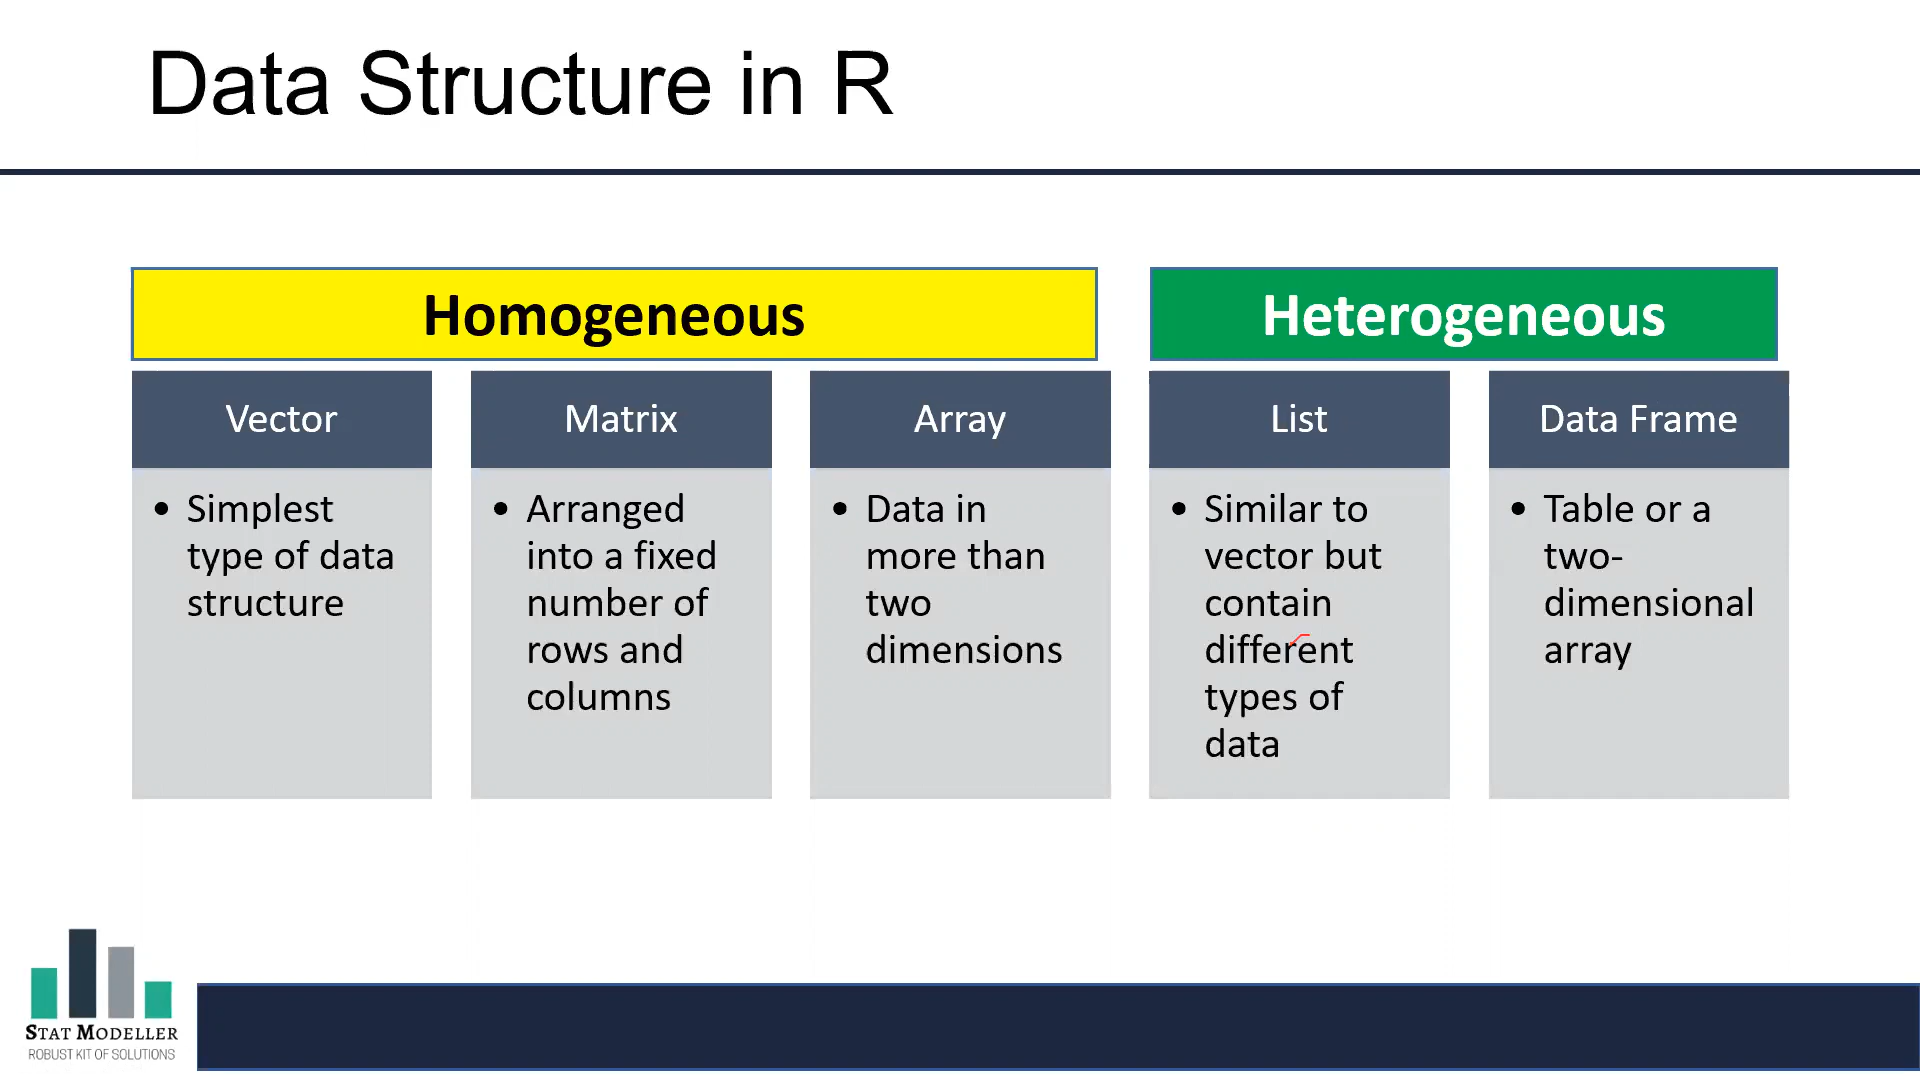 Data Structure in R
Homogeneous
Heterogeneous
Vector
Matrix
Array
List
Data Frame
• Simplest
type of data
structure
• Arranged
into a fixed
number of
rows and
columns
• Data in
more than
two
dimensions
• Similar to
vector but
contain
different
types of
data
• Table or a
two-
dimensional
array
STAT MODELLER
ROBUST KIT OF SOLUTIONS